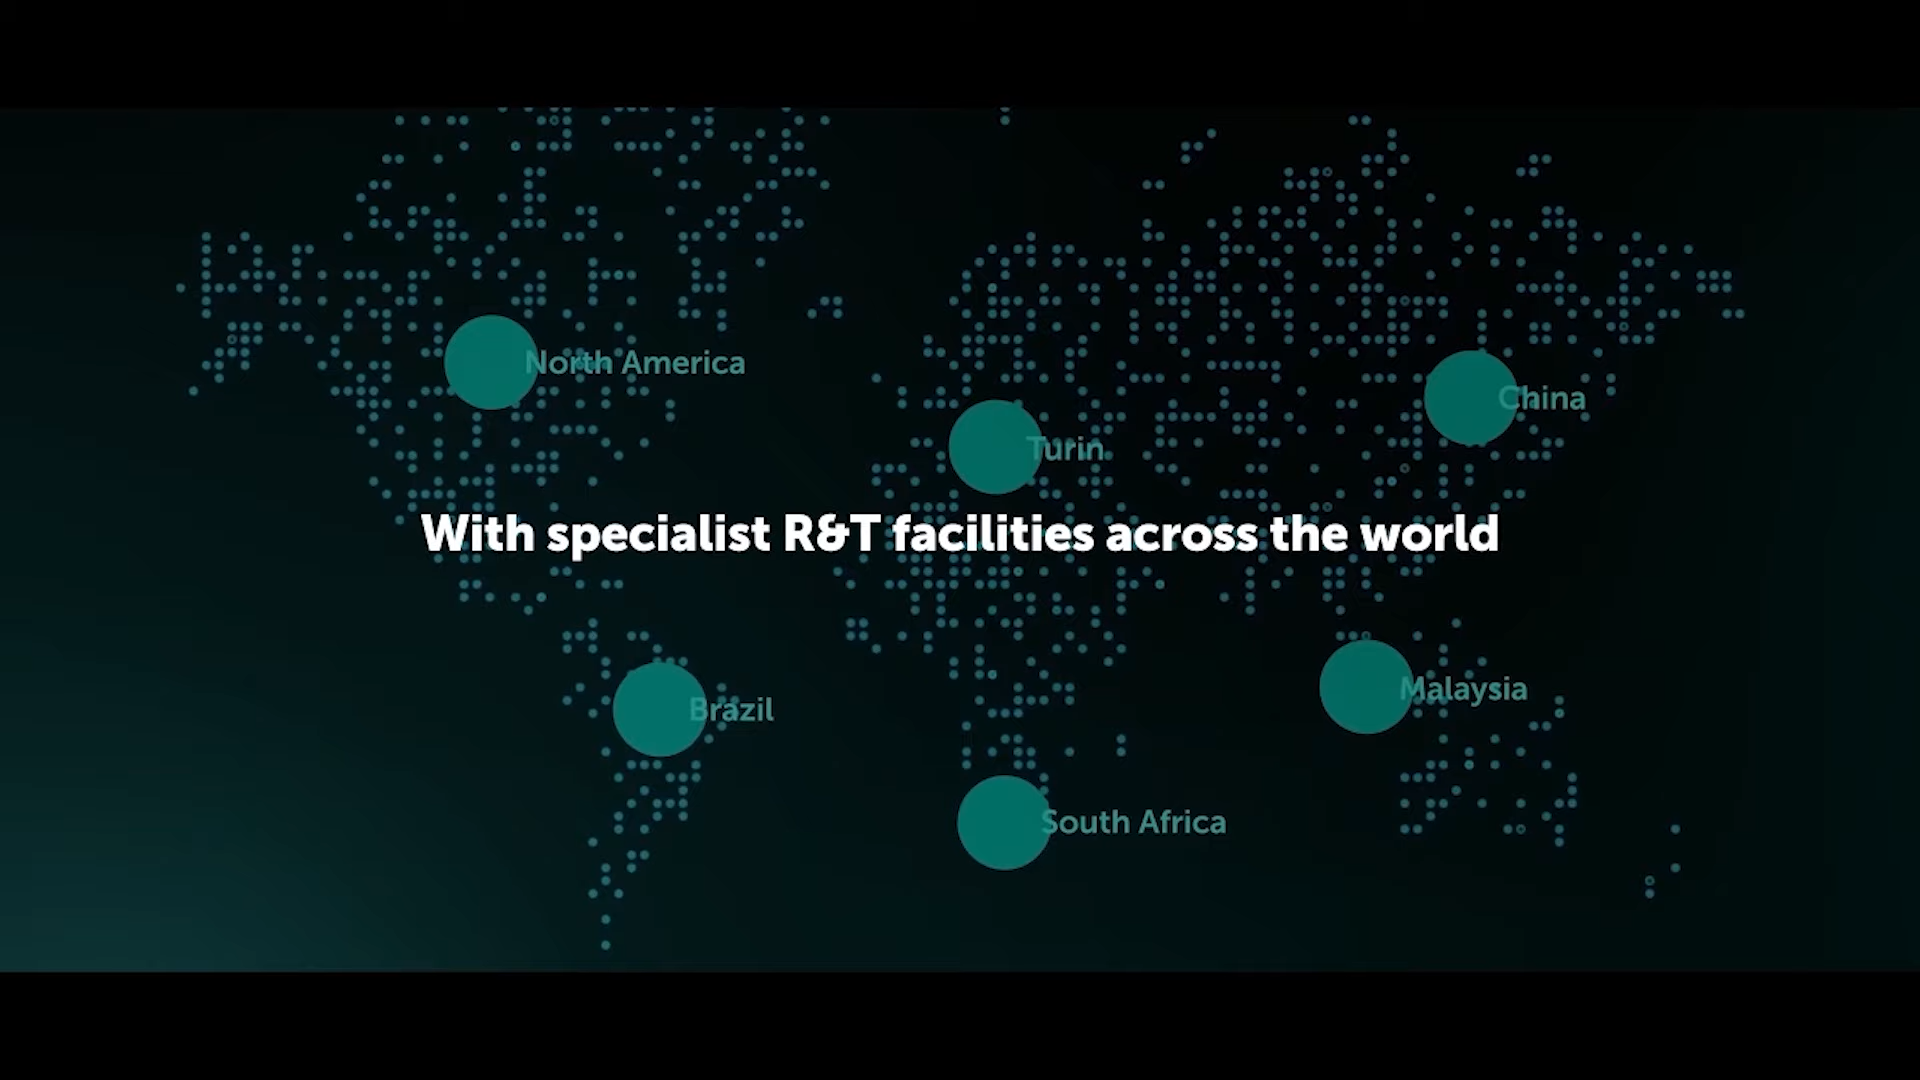 North America
China
Turin
With specialist R&T facilities across the world
Malaysia
Brazil
South Africa